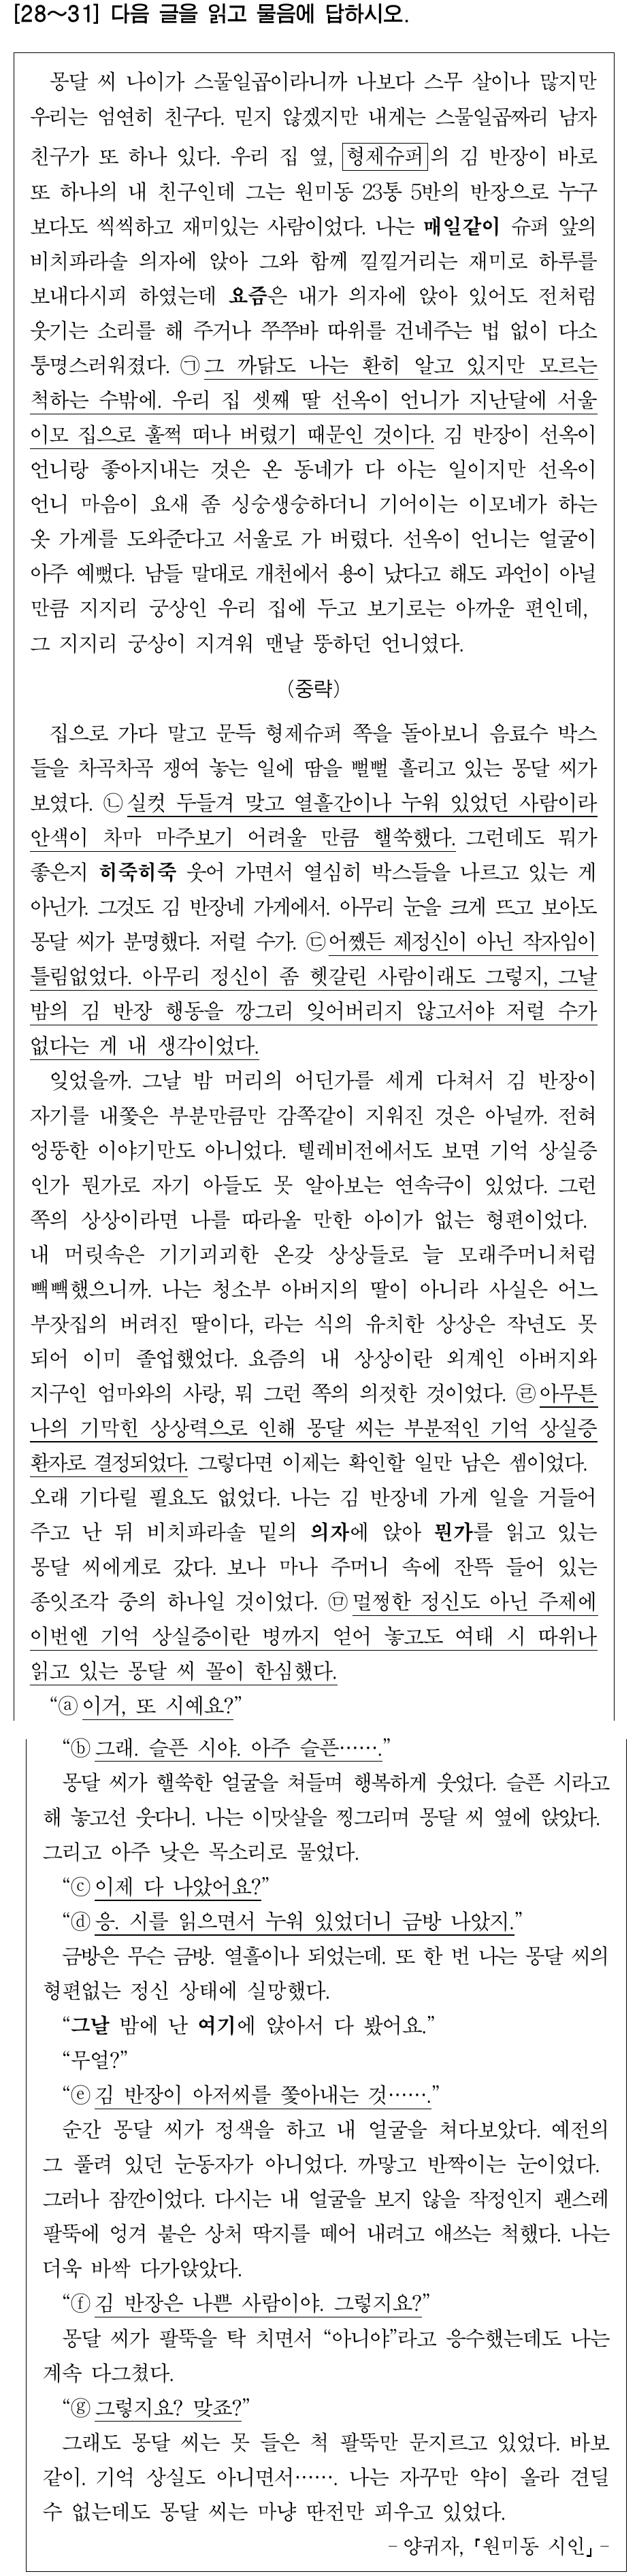 [28～31] 다음 글을 읽고 물음에 답하시오.
몽달 씨 나이가 스물일곱이라니까 나보다 스무 살이나 많지만
우리는 엄연히 친구다. 믿지 않겠지만 내게는 스물일곱짜리 남자
친구가 또 하나 있다. 우리 집 옆, 형제슈퍼의 김 반장이 바로
또 하나의 내 친구인데 그는 원미동 23통 5반의 반장으로 누구
보다도 씩씩하고 재미있는 사람이었다. 나는 매일같이 슈퍼 앞의
비치파라솔 의자에 앉아 그와 함께 낄낄거리는 재미로 하루를
보내다시피 하였는데 요즘은 내가 의자에 앉아 있어도 전처럼
웃기는 소리를 해 주거나 쭈쭈바 따위를 건네주는 법 없이 다소
퉁명스러워졌다. ㉠그 까닭도 나는 환히 알고 있지만 모르는
척하는 수밖에. 우리 집 셋째 딸 선옥이 언니가 지난달에 서울
이모 집으로 훌쩍 떠나 버렸기 때문인 것이다. 김 반장이 선옥이
언니랑 좋아지내는 것은 온 동네가 다 아는 일이지만 선옥이
언니 마음이 요새 좀 싱숭생숭하더니 기어이는 이모네가 하는
옷 가게를 도와준다고 서울로 가 버렸다. 선옥이 언니는 얼굴이
아주 예뻤다. 남들 말대로 개천에서 용이 났다고 해도 과언이 아닐
만큼 지지리 궁상인 우리 집에 두고 보기로는 아까운 편인데,
그 지지리 궁상이 지겨워 맨날 뚱하던 언니였다.
(중략)
집으로 가다 말고 문득 형제슈퍼 쪽을 돌아보니 음료수 박스
들을 차곡차곡 쟁여 놓는 일에 땀을 뻘뻘 흘리고 있는 몽달 씨가
보였다. ㉡실컷 두들겨 맞고 열흘간이나 누워 있었던 사람이라
안색이 차마 마주보기 어려울 만큼 핼쑥했다. 그런데도 뭐가
좋은지 히죽히죽 웃어 가면서 열심히 박스들을 나르고 있는 게
아닌가. 그것도 김 반장네 가게에서. 아무리 눈을 크게 뜨고 보아도
몽달 씨가 분명했다. 저럴 수가. ㉢어쨌든 제정신이 아닌 작자임이
틀림없었다. 아무리 정신이 좀 헷갈린 사람이래도 그렇지, 그날
밤의 김 반장 행동을 깡그리 잊어버리지 않고서야 저럴 수가
없다는 게 내 생각이었다.
잊었을까. 그날 밤 머리의 어딘가를 세게 다쳐서 김 반장이
자기를 내쫓은 부분만큼만 감쪽같이 지워진 것은 아닐까. 전혀
엉뚱한 이야기만도 아니었다. 텔레비전에서도 보면 기억 상실증
인가 뭔가로 자기 아들도 못 알아보는 연속극이 있었다. 그런
쪽의 상상이라면 나를 따라올 만한 아이가 없는 형편이었다.
내 머릿속은 기기괴괴한 온갖 상상들로 늘 모래주머니처럼
빽빽했으니까. 나는 청소부 아버지의 딸이 아니라 사실은 어느
부잣집의 버려진 딸이다, 라는 식의 유치한 상상은 작년도 못
되어 이미 졸업했었다. 요즘의 내 상상이란 외계인 아버지와
지구인 엄마와의 사랑, 뭐 그런 쪽의 의젓한 것이었다. ㉣아무튼
나의 기막힌 상상력으로 인해 몽달 씨는 부분적인 기억 상실증
환자로 결정되었다. 그렇다면 이제는 확인할 일만 남은 셈이었다.
오래 기다릴 필요도 없었다. 나는 김 반장네 가게 일을 거들어
주고 난 뒤 비치파라솔 밑의 의자에 앉아 뭔가를 읽고 있는
몽달 씨에게로 갔다. 보나 마나 주머니 속에 잔뜩 들어 있는
종잇조각 중의 하나일 것이었다. ㉤멀쩡한 정신도 아닌 주제에
이번엔 기억 상실증이란 병까지 얻어 놓고도 여태 시 따위나
읽고 있는 몽달 씨 꼴이 한심했다.
“ⓐ이거, 또 시예요?”
“ⓑ그래. 슬픈 시야. 아주 슬픈…….”
몽달 씨가 핼쑥한 얼굴을 쳐들며 행복하게 웃었다. 슬픈 시라고
해 놓고선 웃다니. 나는 이맛살을 찡그리며 몽달 씨 옆에 앉았다.
그리고 아주 낮은 목소리로 물었다.
“ⓒ이제 다 나았어요?”
“ⓓ응. 시를 읽으면서 누워 있었더니 금방 나았지.”
금방은 무슨 금방. 열흘이나 되었는데. 또 한 번 나는 몽달 씨의
형편없는 정신 상태에 실망했다.
“그날 밤에 난 여기에 앉아서 다 봤어요.”
“무얼?”
“ⓔ김 반장이 아저씨를 쫓아내는 것…….”
순간 몽달 씨가 정색을 하고 내 얼굴을 쳐다보았다. 예전의
그 풀려 있던 눈동자가 아니었다. 까맣고 반짝이는 눈이었다.
그러나 잠깐이었다. 다시는 내 얼굴을 보지 않을 작정인지 괜스레
팔뚝에 엉겨 붙은 상처 딱지를 떼어 내려고 애쓰는 척했다. 나는
더욱 바싹 다가앉았다.
“ⓕ김 반장은 나쁜 사람이야. 그렇지요?”
몽달 씨가 팔뚝을 탁 치면서 “아니야”라고 응수했는데도 나는
계속 다그쳤다.
“ⓖ그렇지요? 맞죠?”
그래도 몽달 씨는 못 들은 척 팔뚝만 문지르고 있었다. 바보
같이. 기억 상실도 아니면서……. 나는 자꾸만 약이 올라 견딜
수 없는데도 몽달 씨는 마냥 딴전만 피우고 있었다.
- 양귀자, 「원미동 시인」 -